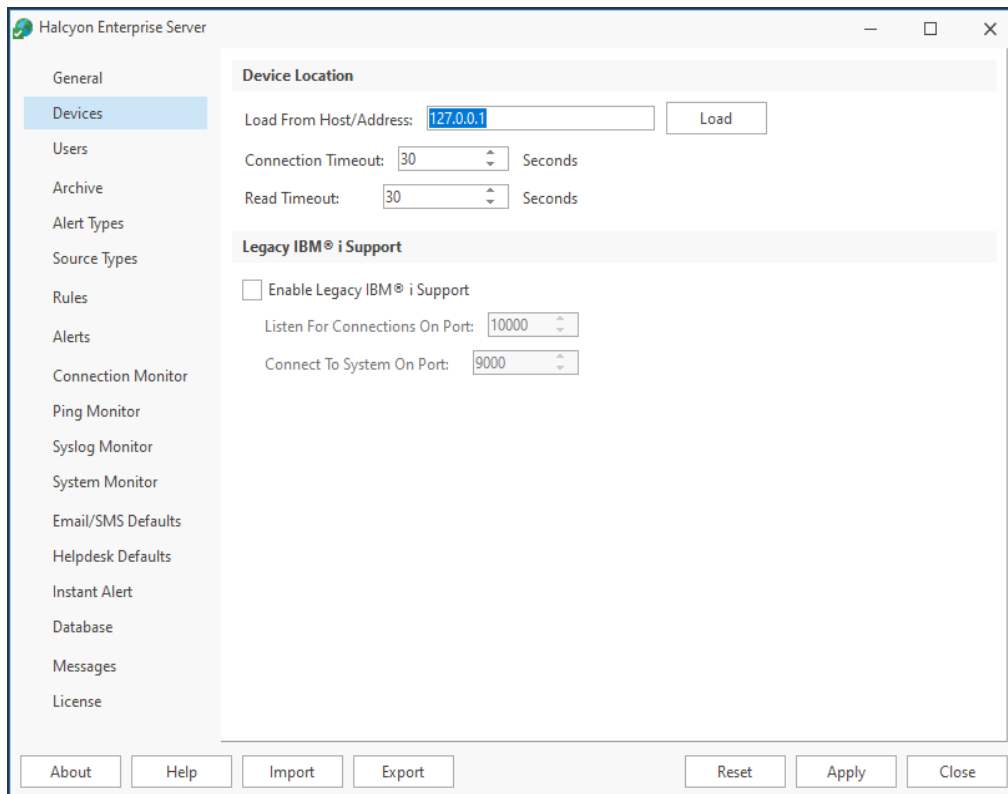 Halcyon Enterprise Server
General
Devices
Users
Archive
Alert Types
Source Types
Rules
Alerts
Connection Monitor
Ping Monitor
Syslog Monitor
System Monitor
Email/SMS Defaults
Helpdesk Defaults
Instant Alert
Database
Messages
License
Device Location
Load From Host/Address: 127.0.0.1 Load
Connection Timeout: 30 Seconds
Read Timeout: 30 Seconds
Legacy IBM® i Support
Enable Legacy IBM® i Support
Listen For Connections On Port: 10000
Connect To System On Port: 9000
About Help Import Export Reset Apply Close